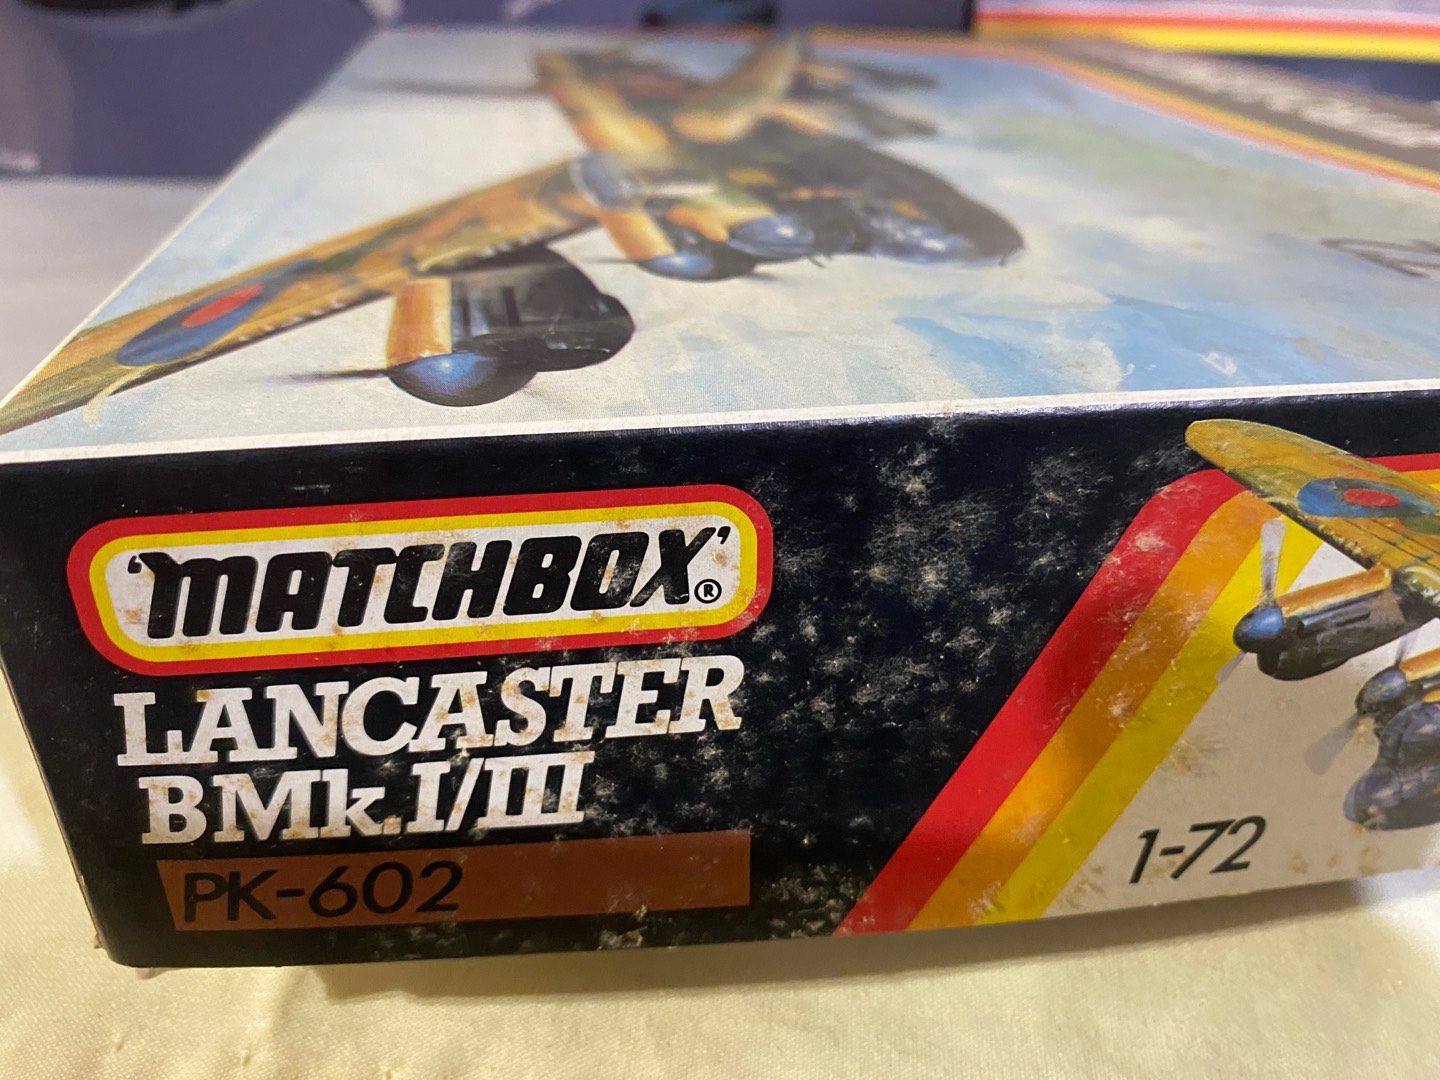 'MATCHBOX'®
LANCASTER
BMk.I/III
PK-602
1-72